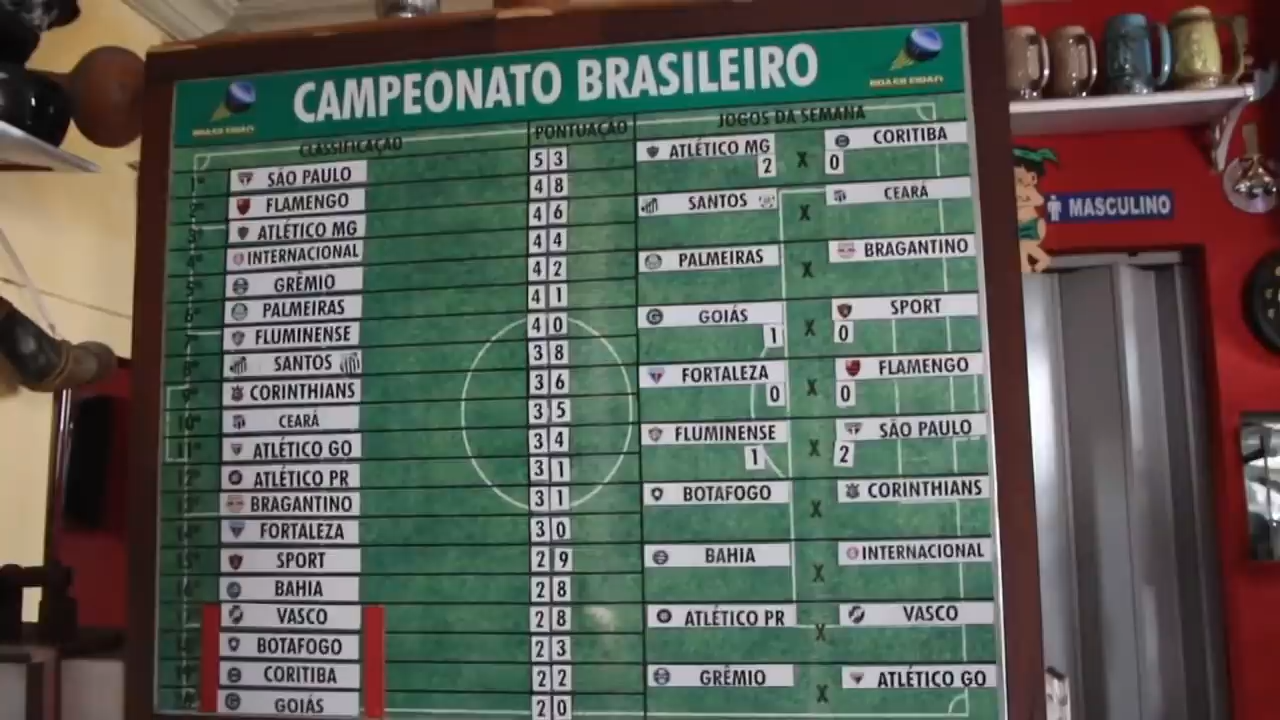 CAMPEONATO BRASILEIRO
CLASSIFICAÇÃO PONTUAÇÃO JOGOS DA SEMANA
SÃO PAULO 53
FLAMENGO 48
ATLÉTICO MG 46
INTERNACIONAL 44
GRÊMIO 42
PALMEIRAS 41
FLUMINENSE 40
SANTOS 38
CORINTHIANS 36
CEARÁ 35
ATLÉTICO GO 34
ATLÉTICO PR 31
BRAGANTINO 31
FORTALEZA 30
SPORT 29
BAHIA 28
VASCO 28
BOTAFOGO 23
CORITIBA 22
GOIÁS 20
ATLÉTICO MG 2 X 0 CORITIBA
SANTOS X CEARÁ
PALMEIRAS X BRAGANTINO
GOIÁS 1 X 0 SPORT
FORTALEZA 0 X 0 FLAMENGO
FLUMINENSE 1 X 2 SÃO PAULO
BOTAFOGO X CORINTHIANS
BAHIA X INTERNACIONAL
ATLÉTICO PR X VASCO
GRÊMIO X ATLÉTICO GO
MASCULINO